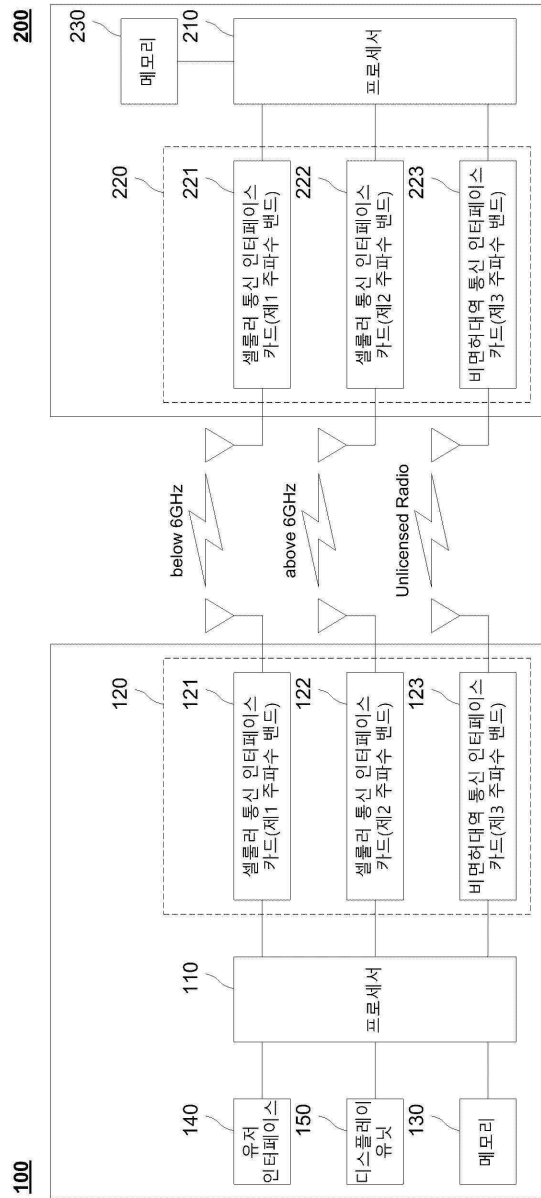 100
140
유저
인터페이스
150
디스플레이
유닛
130
메모리
110
프로세서
120
121
셀룰러 통신 인터페이스
카드(제1 주파수 밴드)
122
셀룰러 통신 인터페이스
카드(제2 주파수 밴드)
123
비면허대역 통신 인터페이스
카드(제3 주파수 밴드)
below 6GHz
above 6GHz
Unlicensed Radio
200
220
221
셀룰러 통신 인터페이스
카드(제1 주파수 밴드)
222
셀룰러 통신 인터페이스
카드(제2 주파수 밴드)
223
비면허대역 통신 인터페이스
카드(제3 주파수 밴드)
230
메모리
210
프로세서